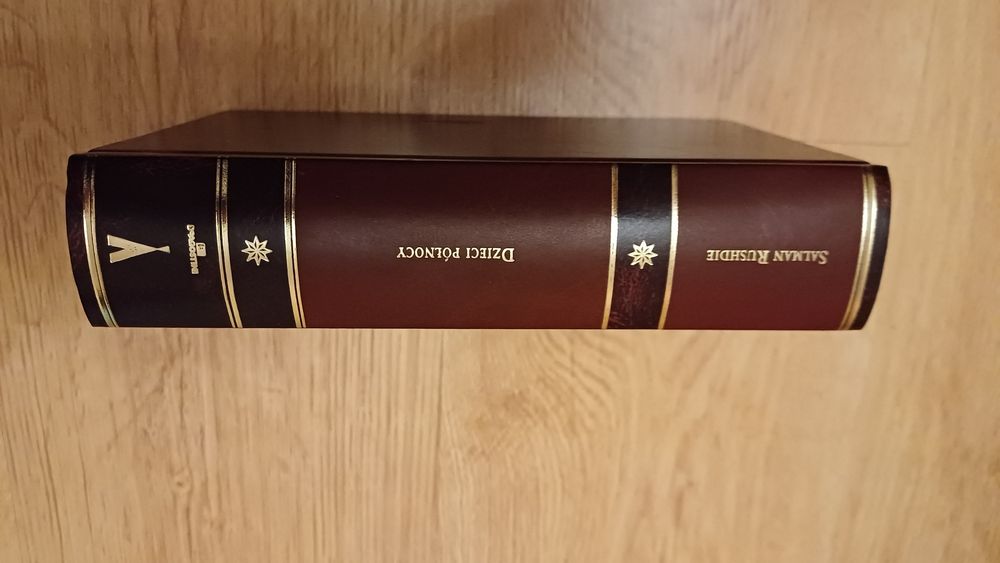 SALMAN RUSHDIE
DZIECI PÓŁNOCY
DeAGOSTINI